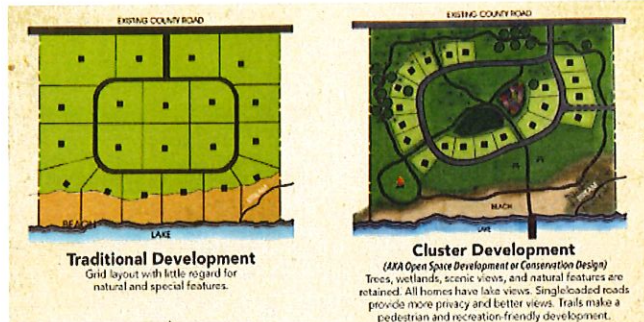 EXISTING COUNTY ROAD
STREAM
BEACH
LAKE
Traditional Development
Grid layout with little regard for
natural and special features.
EXISTING COUNTY ROAD
STREAM
BEACH
LAKE
Cluster Development
(AKA Open Space Development or Conservation Design)
Trees, wetlands, scenic views, and natural features are
retained. All homes have lake views. Singleloaded roads
provide more privacy and better views. Trails make a
pedestrian and recreation-friendly development.